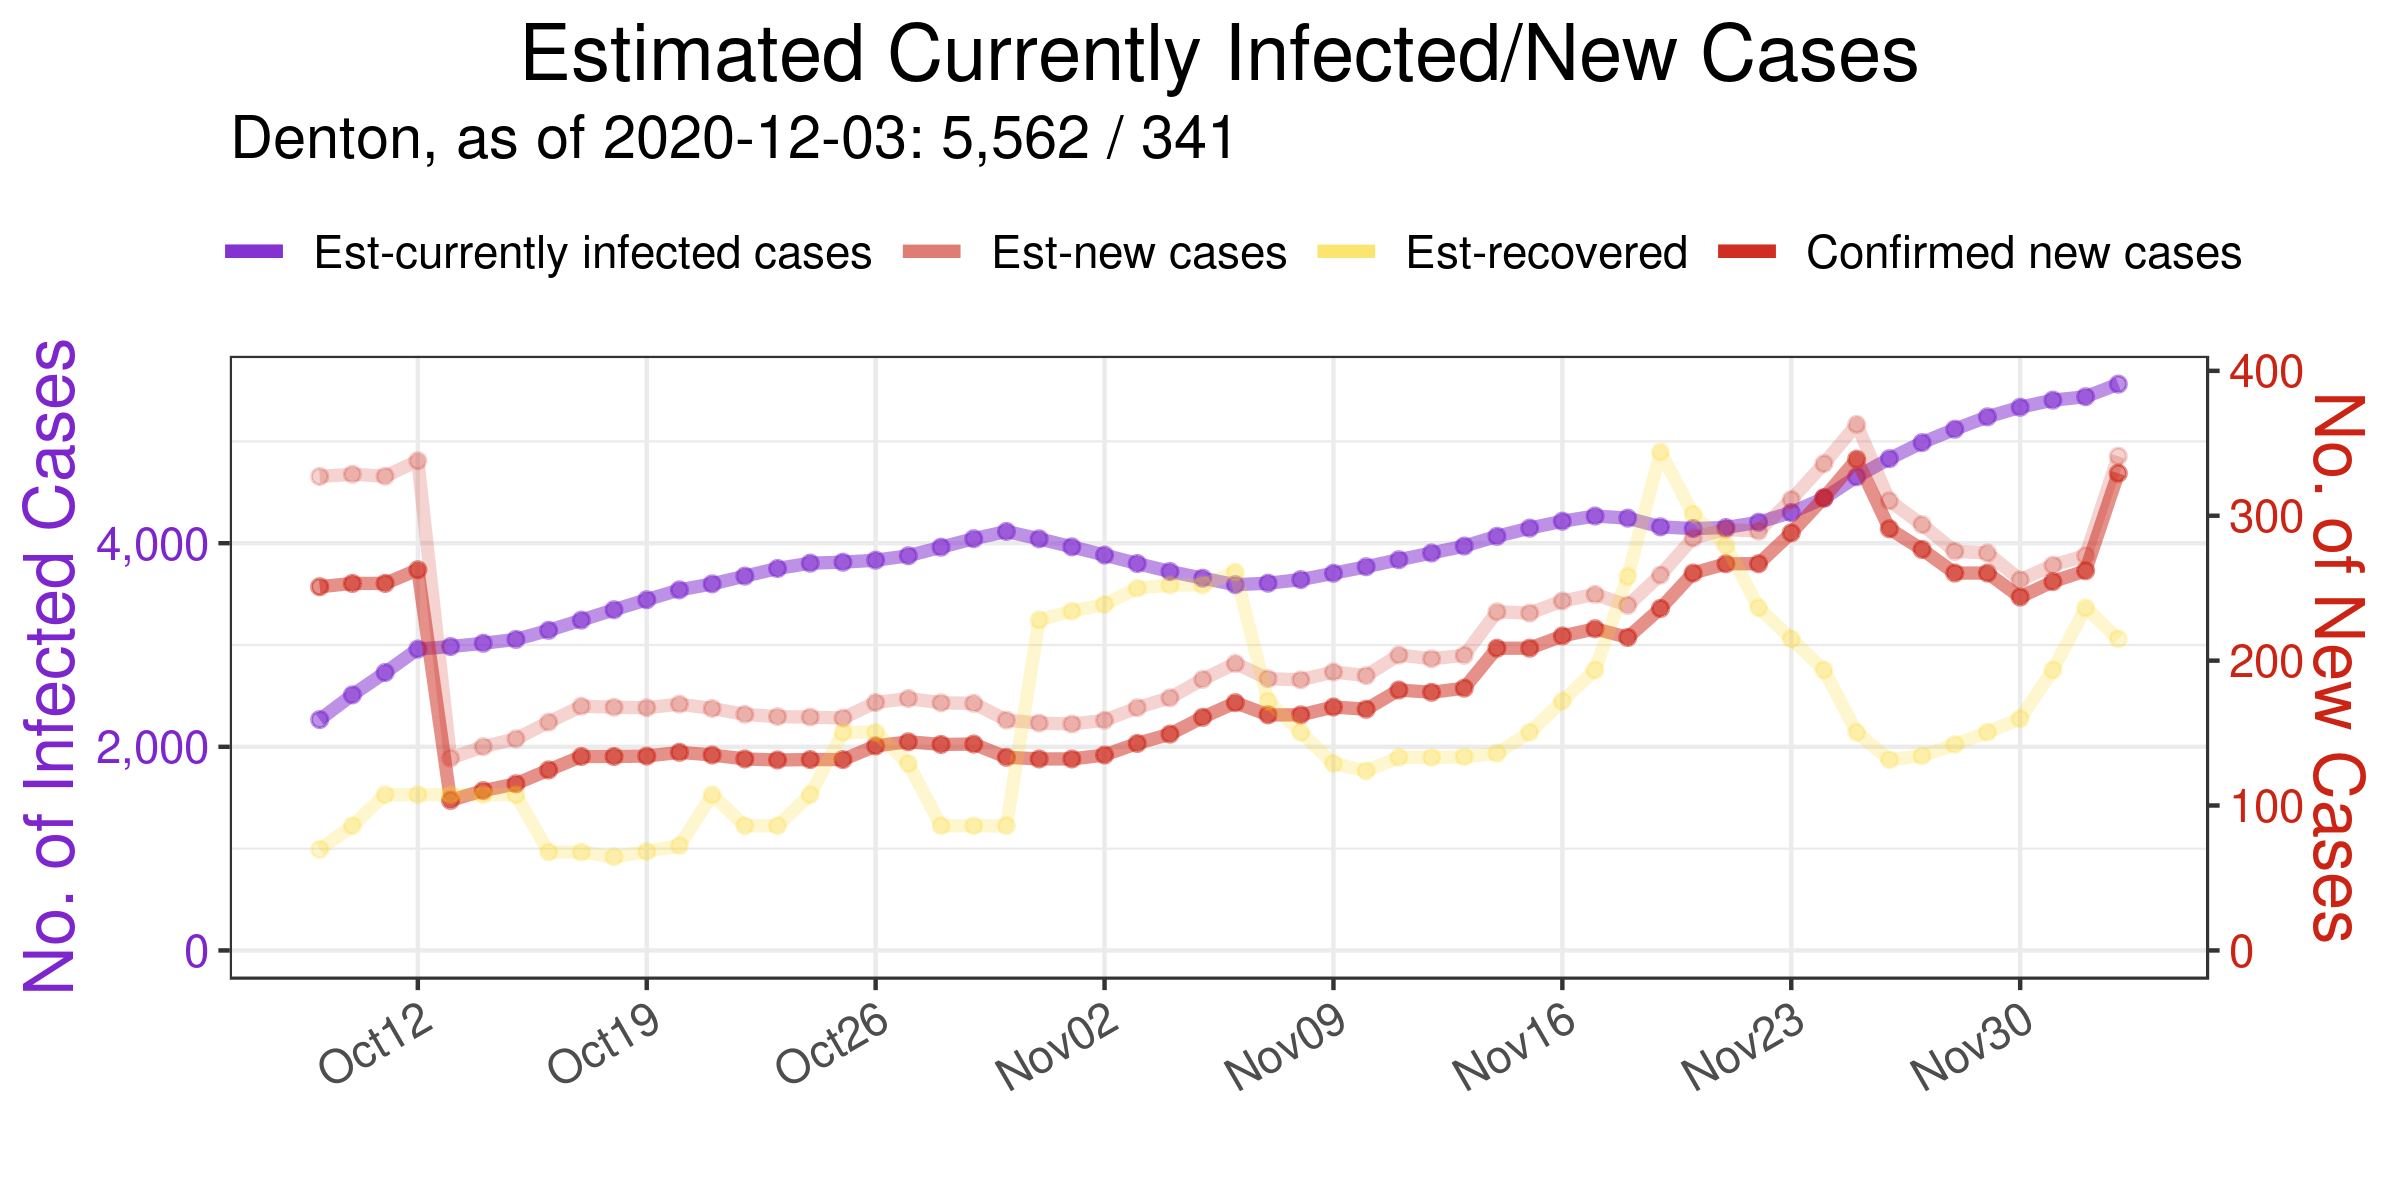 Estimated Currently Infected/New Cases
Denton, as of 2020-12-03: 5,562 / 341
Est-currently infected cases Est-new cases Est-recovered Confirmed new cases
No. of Infected Cases
4,000
2,000
0
400
300
200
100
0
No. of New Cases
Oct12 Oct19 Oct26 Nov02 Nov09 Nov16 Nov23 Nov30